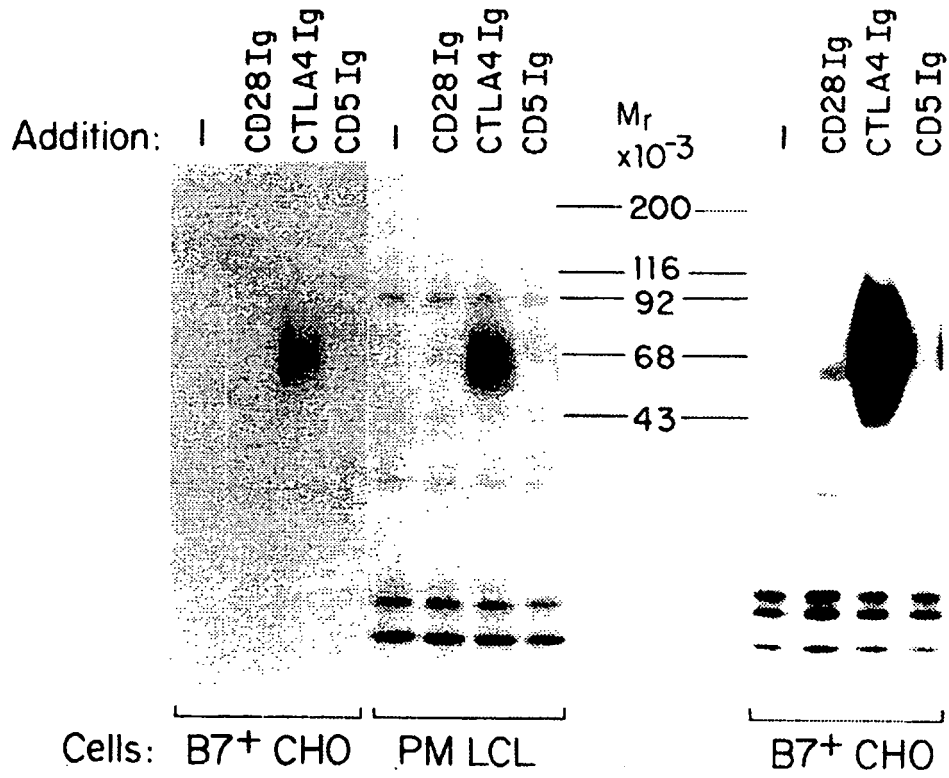 Addition: – CD28Ig CTLA4Ig CD5Ig – CD28Ig CTLA4Ig CD5Ig Mr x10⁻³ – CD28Ig CTLA4Ig CD5Ig
200
116
92
68
43
Cells: B7⁺ CHO PM LCL B7⁺ CHO